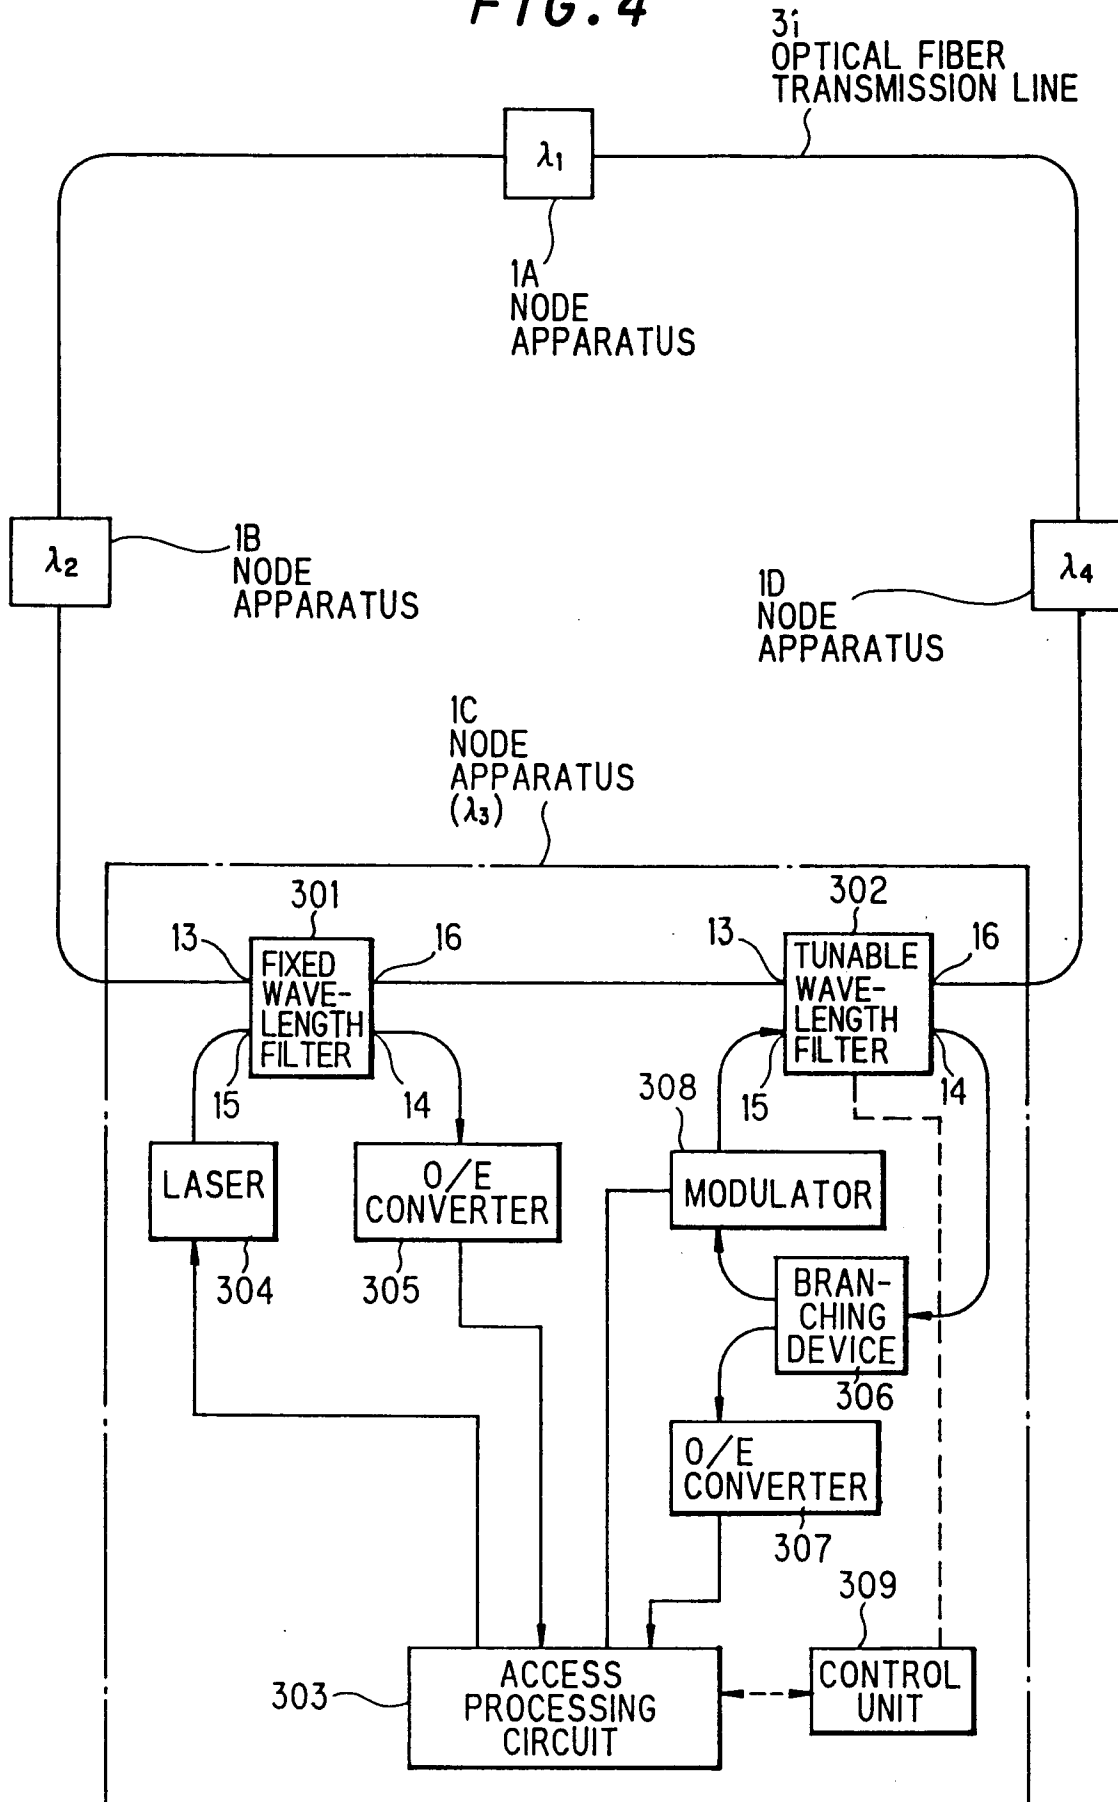 FIG. 4
3i
OPTICAL FIBER
TRANSMISSION LINE
λ1
1A
NODE
APPARATUS
λ2
1B
NODE
APPARATUS
λ4
1D
NODE
APPARATUS
1C
NODE
APPARATUS
(λ3)
301
302
13
16
13
16
FIXED
WAVE-
LENGTH
FILTER
TUNABLE
WAVE-
LENGTH
FILTER
15
14
308
15
14
LASER
O/E
CONVERTER
MODULATOR
304
305
BRAN-
CHING
DEVICE
306
O/E
CONVERTER
307
309
303
ACCESS
PROCESSING
CIRCUIT
CONTROL
UNIT